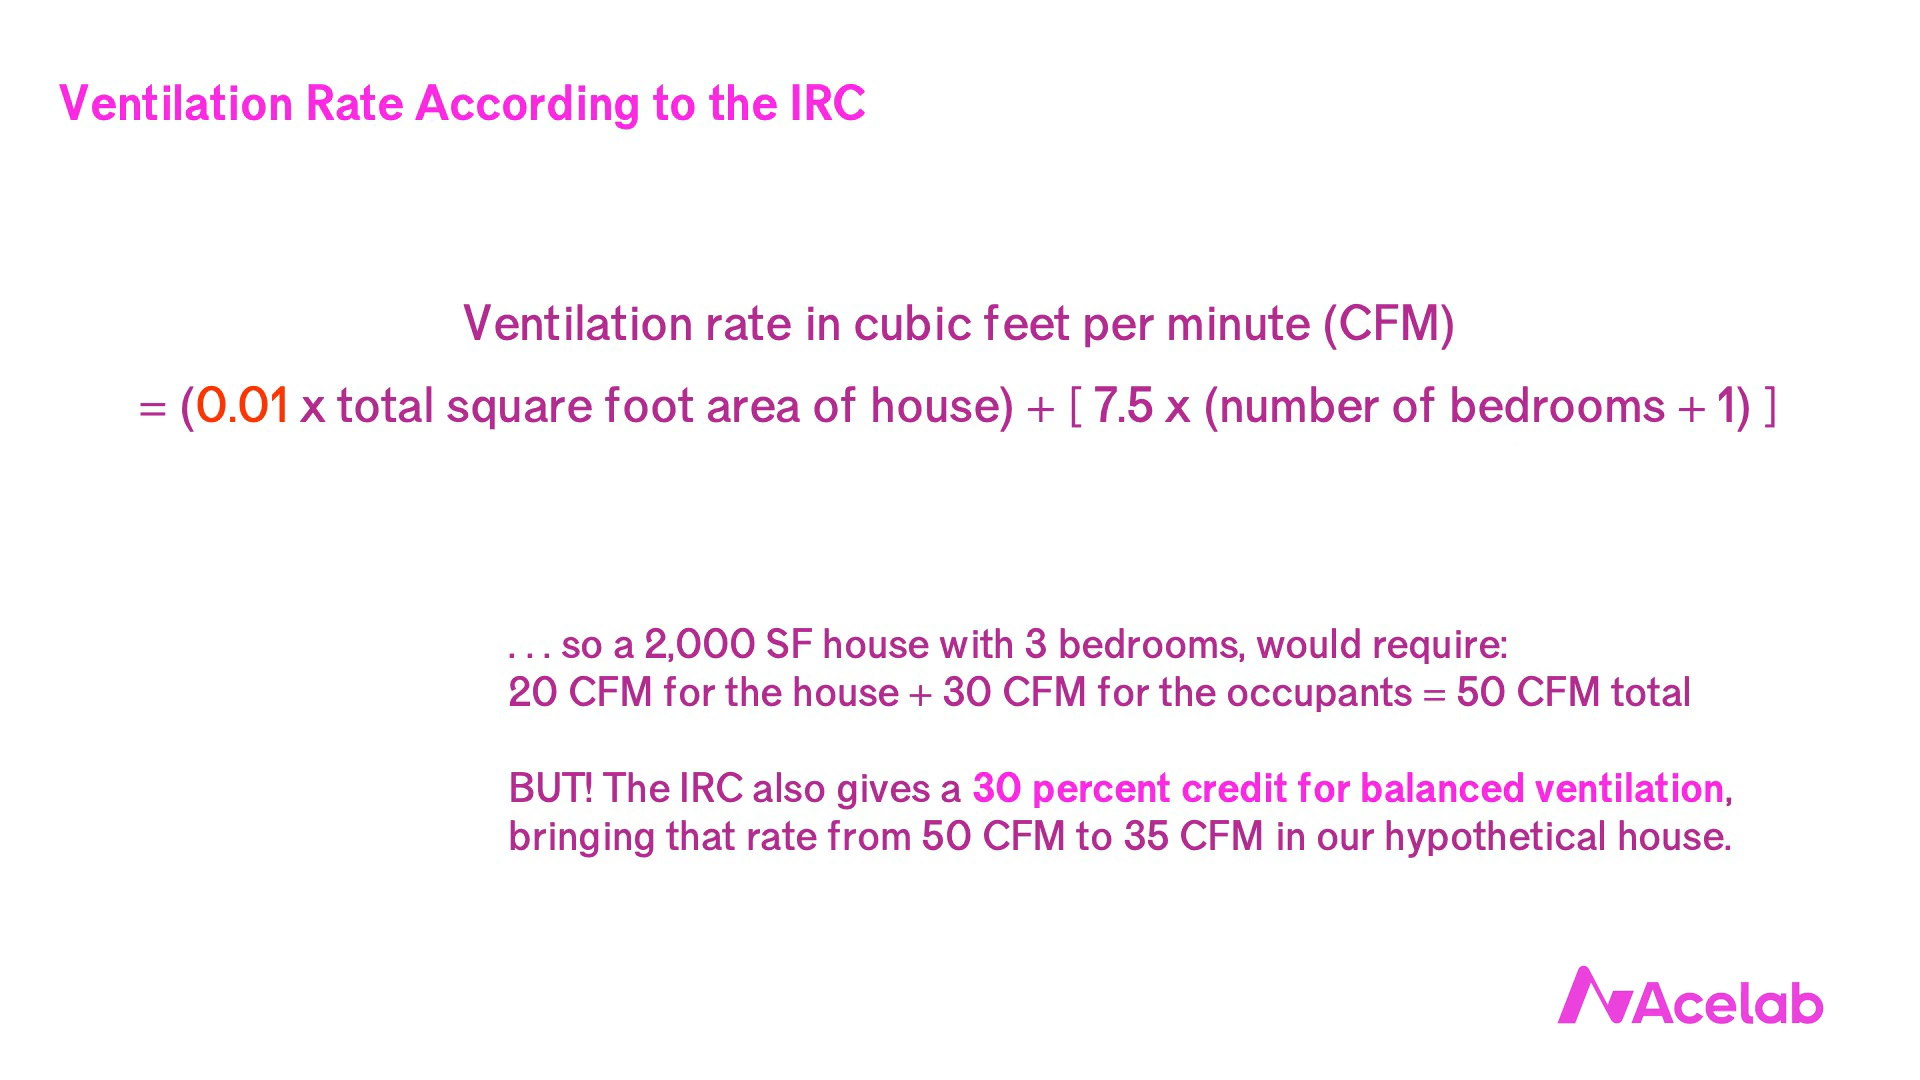 Ventilation Rate According to the IRC
Ventilation rate in cubic feet per minute (CFM)
= (0.01 x total square foot area of house) + [ 7.5 x (number of bedrooms + 1) ]
. . . so a 2,000 SF house with 3 bedrooms, would require:
20 CFM for the house + 30 CFM for the occupants = 50 CFM total
BUT! The IRC also gives a 30 percent credit for balanced ventilation,
bringing that rate from 50 CFM to 35 CFM in our hypothetical house.
Acelab